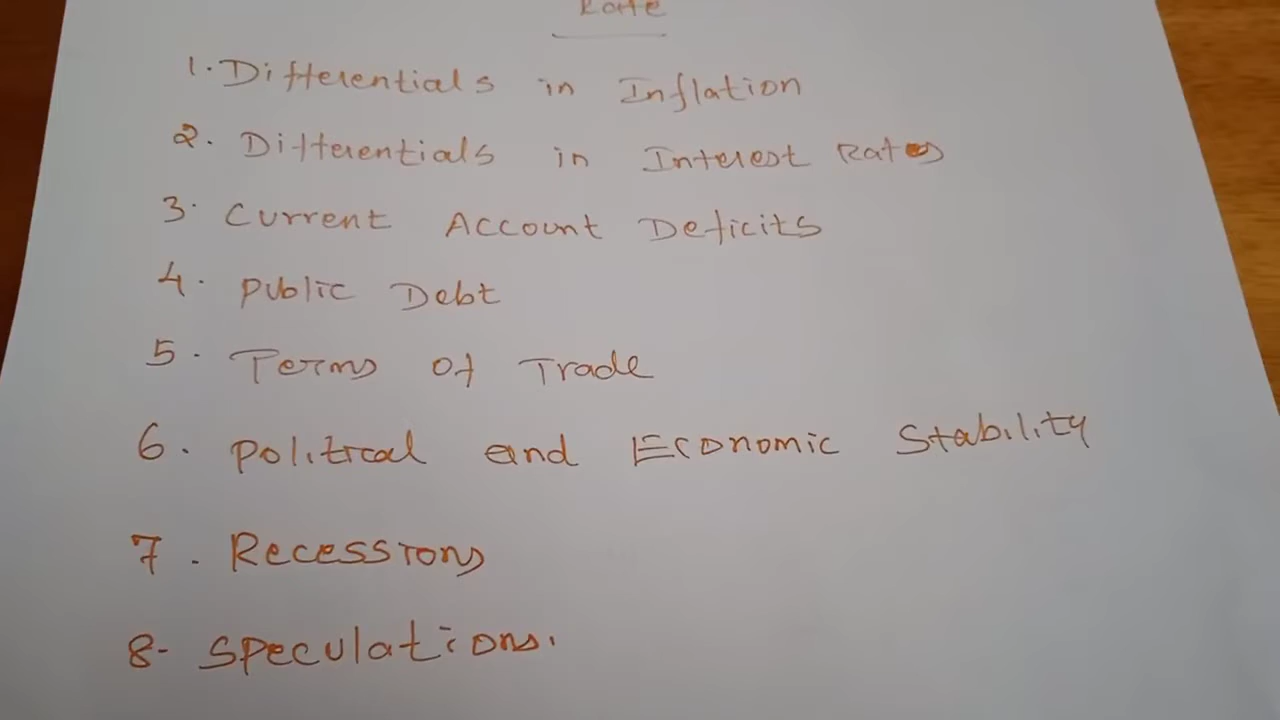 Rate
1. Differentials in Inflation
2. Differentials in Interest Rates
3. Current Account Deficits
4. Public Debt
5. Terms of Trade
6. Political and Economic Stability
7. Recessions
8- Speculations.